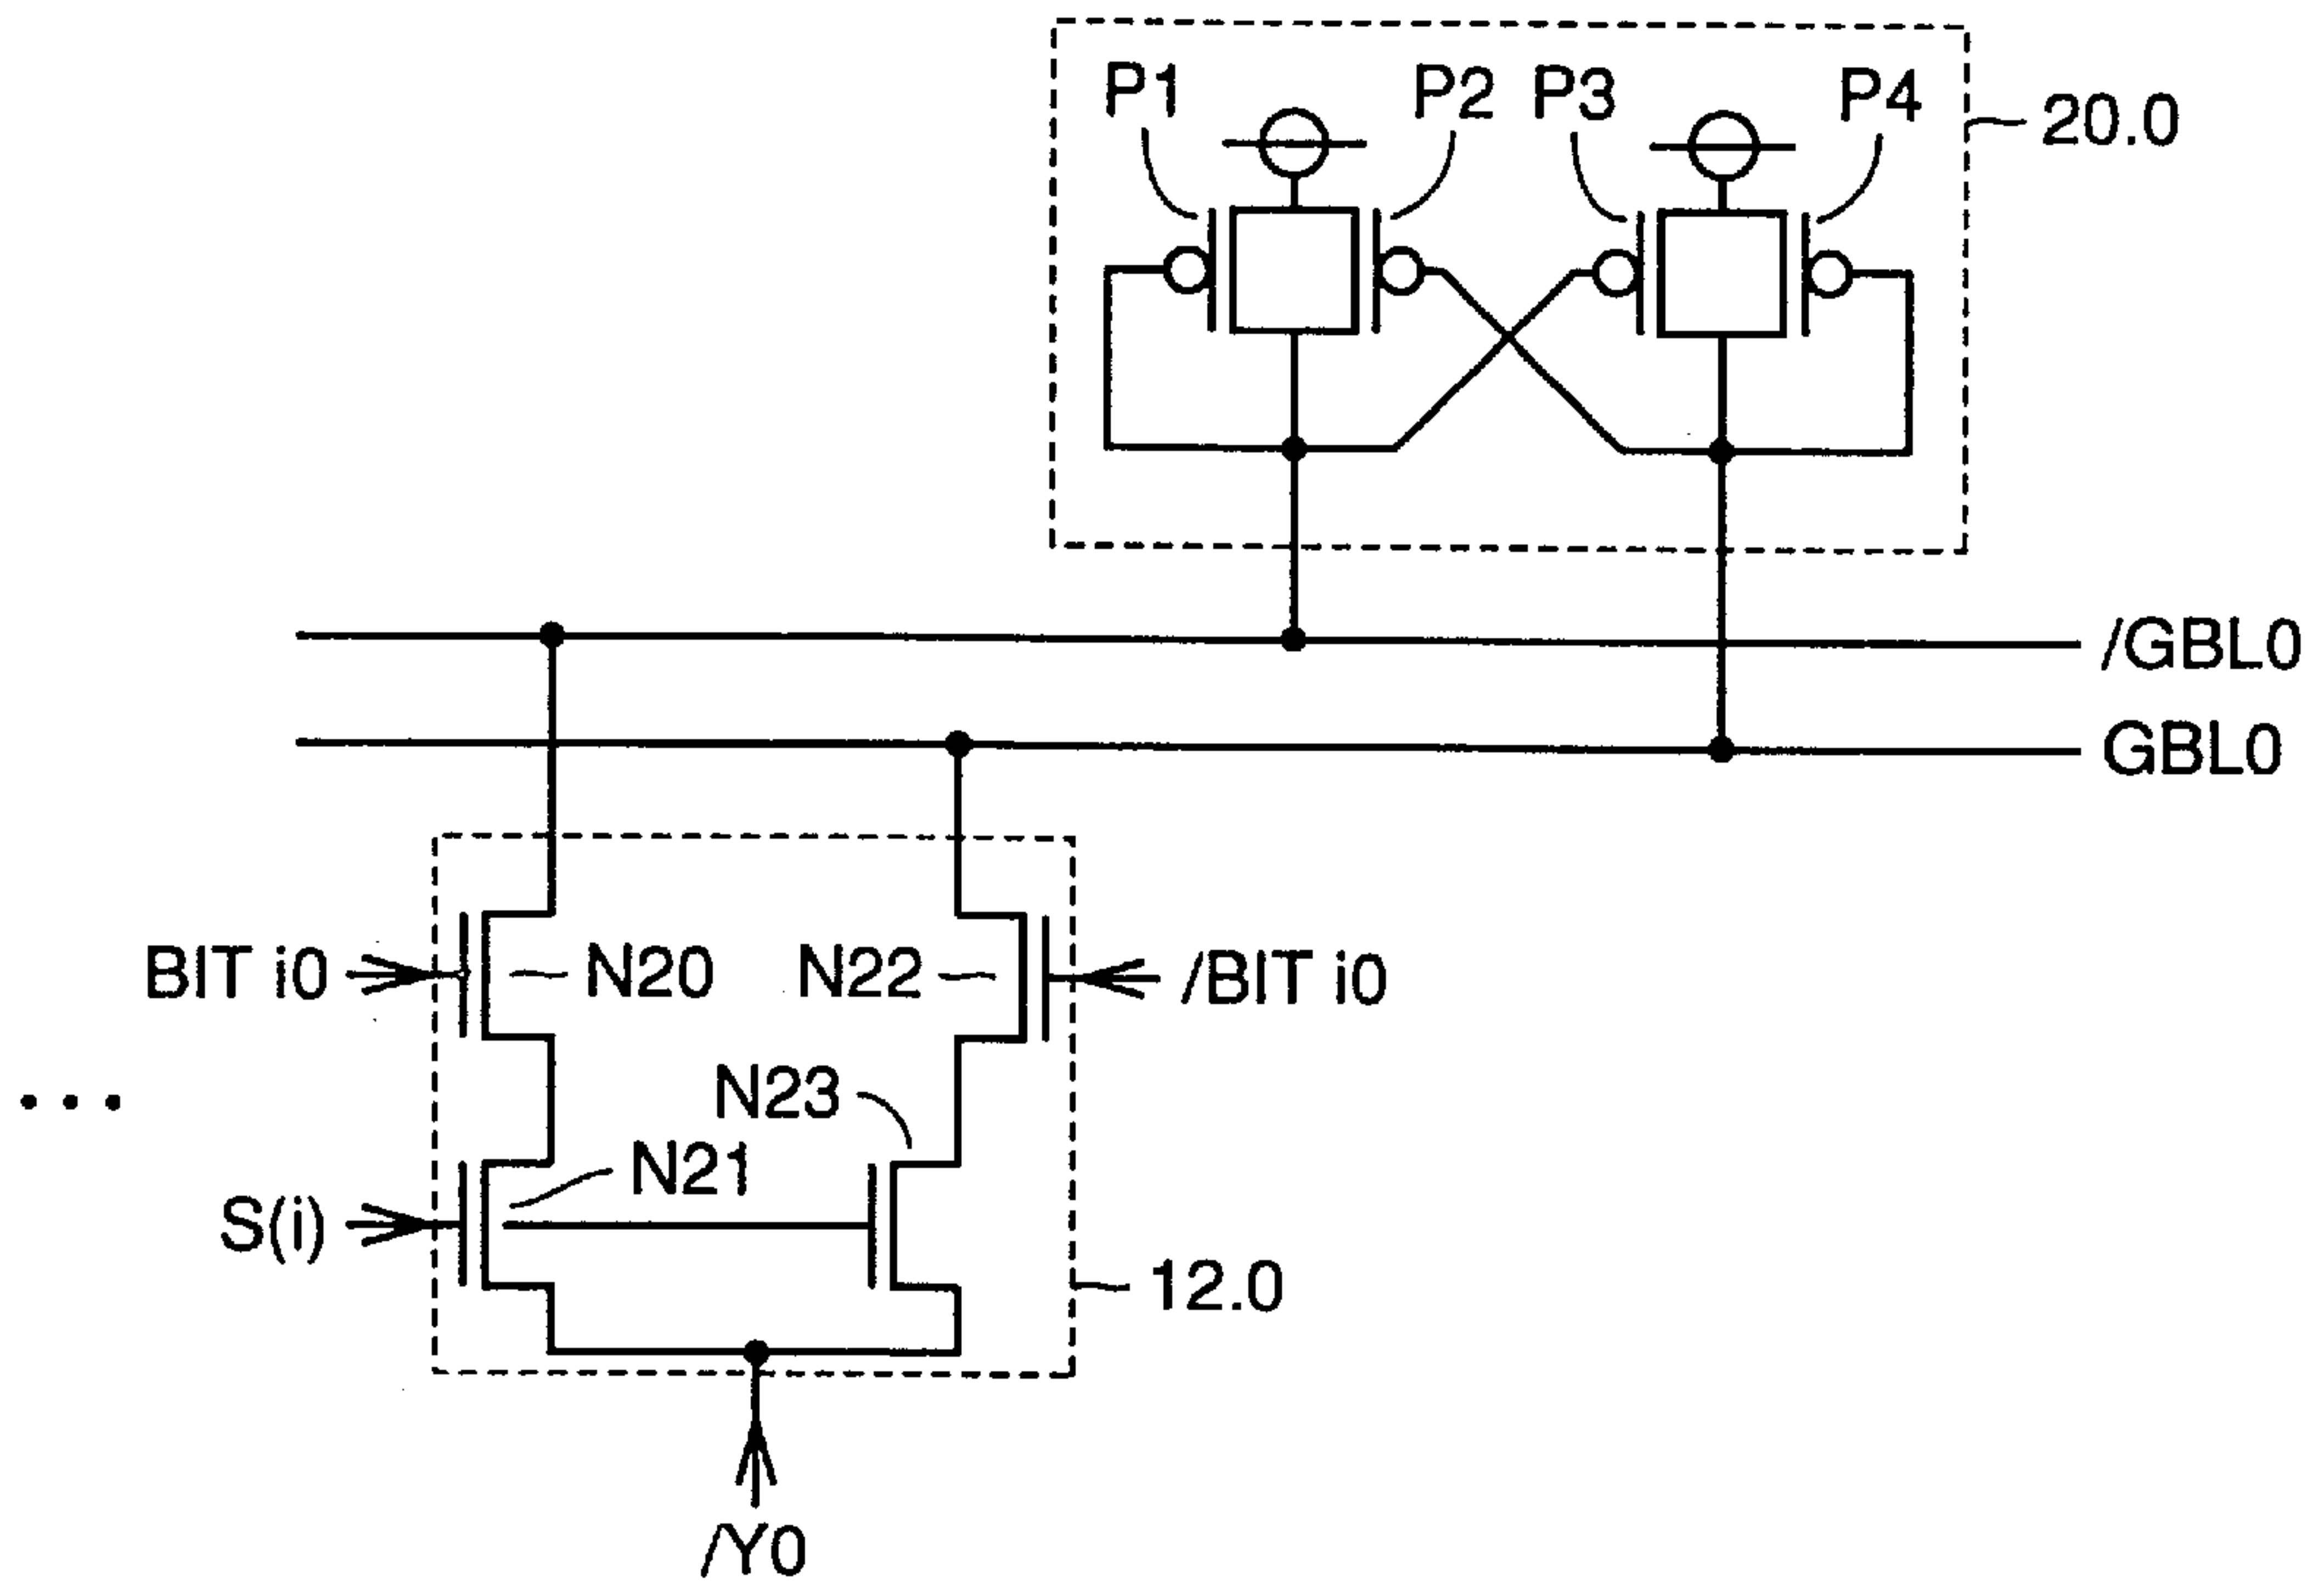 P1 P2 P3 P4
20.0
/GBL0
GBL0
BIT i0 N20 N22 /BIT i0
N23
...
N21
S(i)
12.0
/Y0